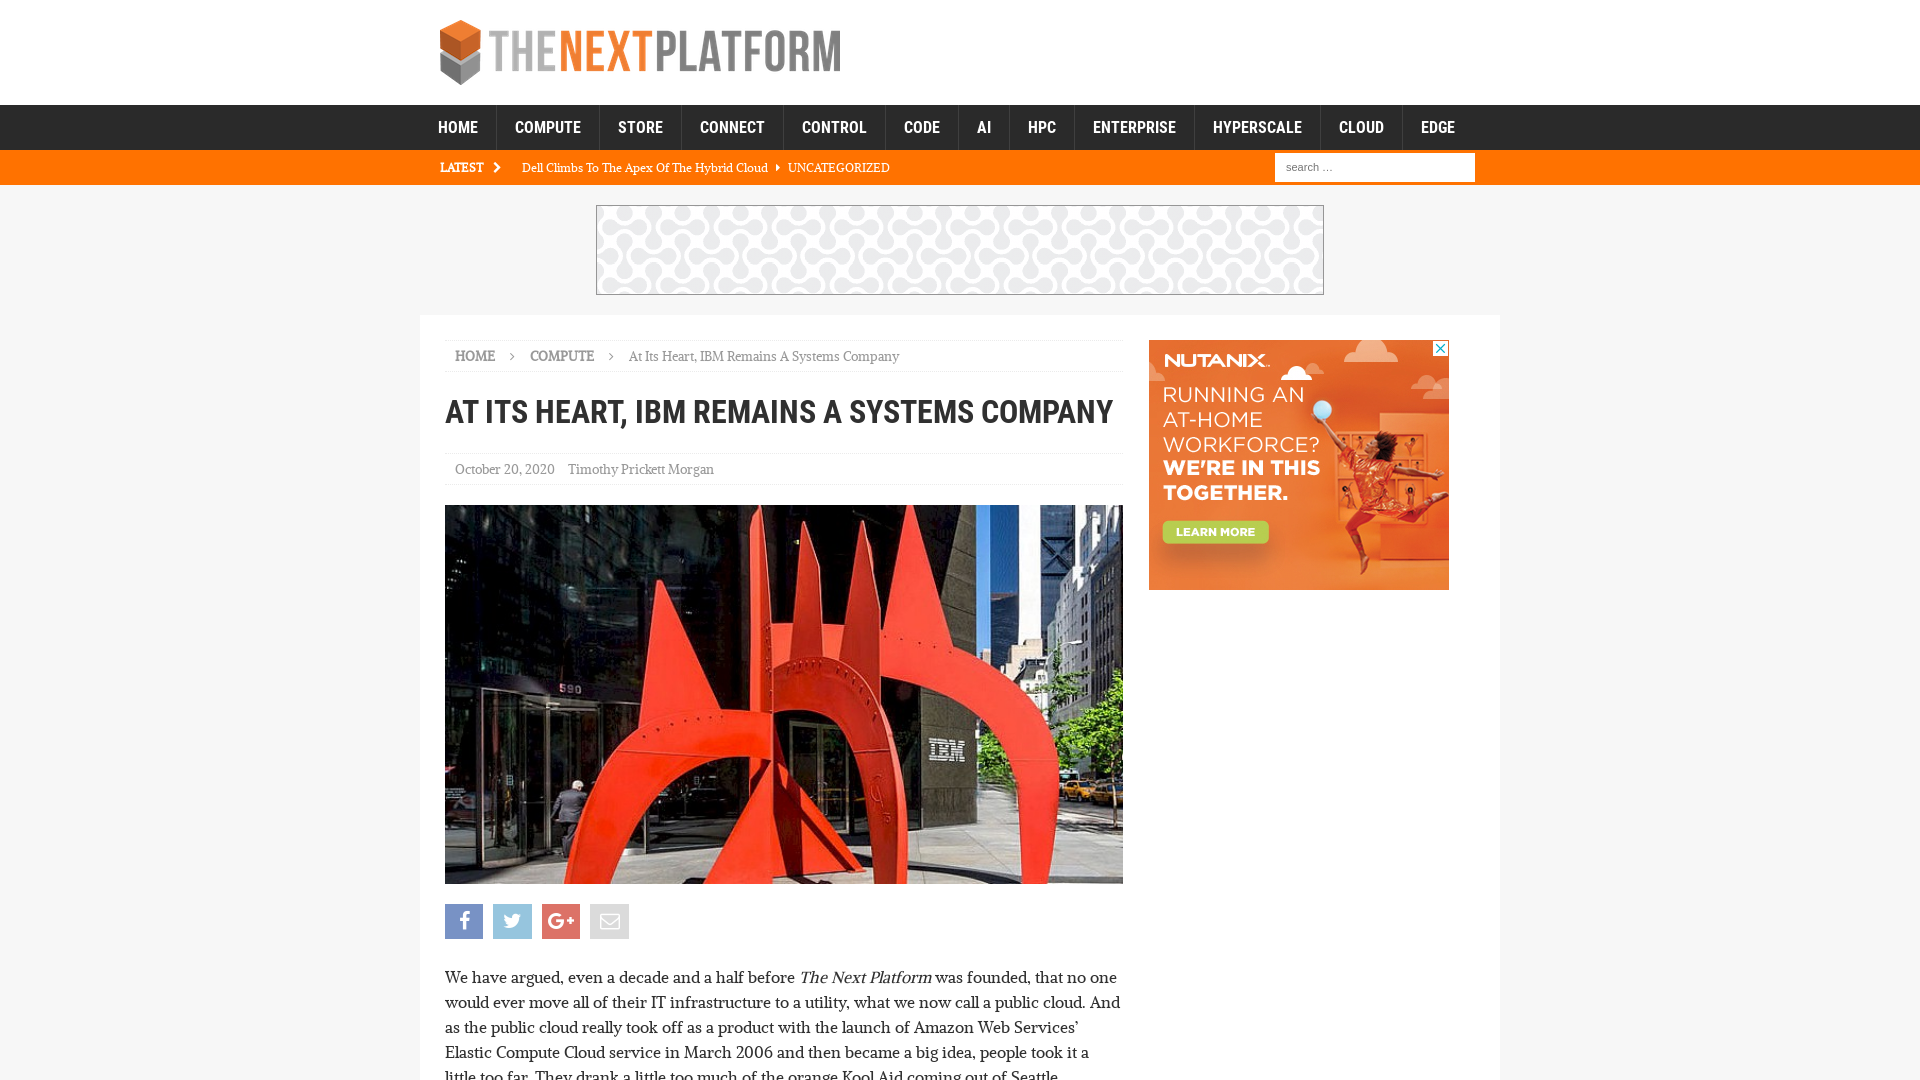 THENEXTPLATFORM
HOME COMPUTE STORE CONNECT CONTROL CODE AI HPC ENTERPRISE HYPERSCALE CLOUD EDGE
LATEST Dell Climbs To The Apex Of The Hybrid Cloud UNCATEGORIZED search …
HOME COMPUTE At Its Heart, IBM Remains A Systems Company
AT ITS HEART, IBM REMAINS A SYSTEMS COMPANY
October 20, 2020 Timothy Prickett Morgan
590
IBM
We have argued, even a decade and a half before The Next Platform was founded, that no one
would ever move all of their IT infrastructure to a utility, what we now call a public cloud. And
as the public cloud really took off as a product with the launch of Amazon Web Services’
Elastic Compute Cloud service in March 2006 and then became a big idea, people took it a
little too far. They drank a little too much of the orange Kool Aid coming out of Seattle.
NUTANIX
RUNNING AN
AT-HOME
WORKFORCE?
WE'RE IN THIS
TOGETHER.
LEARN MORE